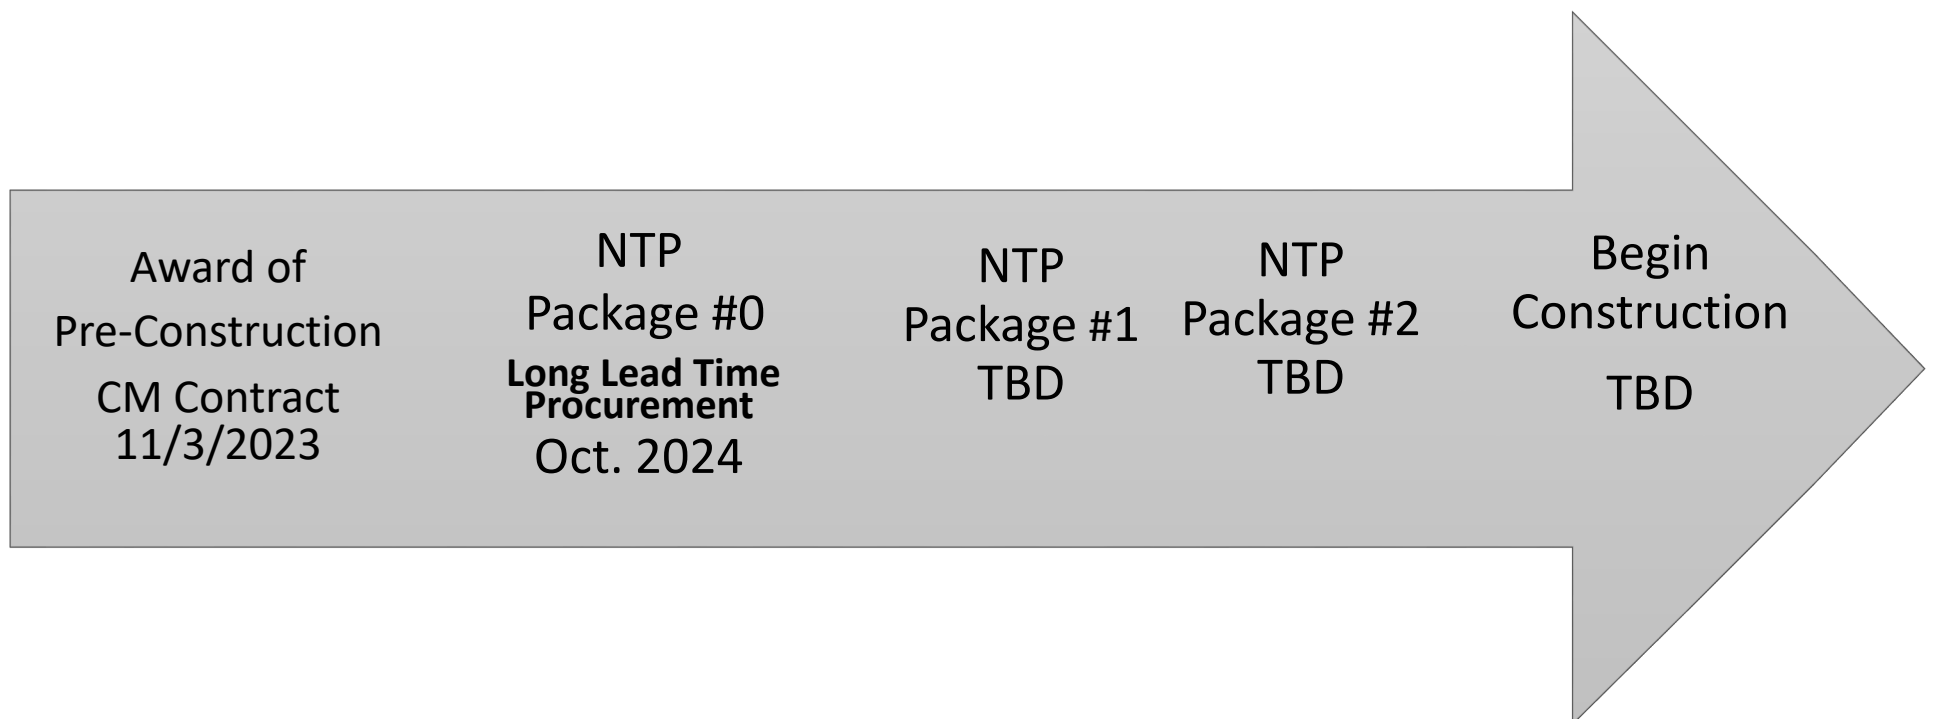 Award of
Pre-Construction
CM Contract
11/3/2023
NTP
Package #0
Long Lead Time
Procurement
Oct. 2024
NTP
Package #1
TBD
NTP
Package #2
TBD
Begin
Construction
TBD